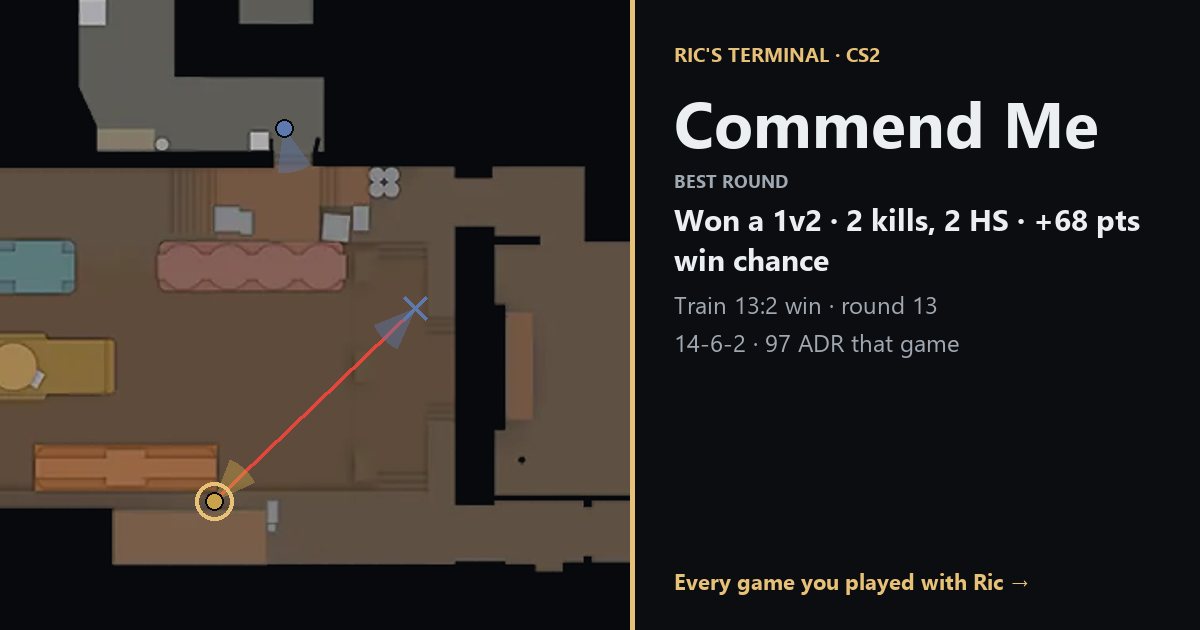 RIC'S TERMINAL · CS2
Commend Me
BEST ROUND
Won a 1v2 · 2 kills, 2 HS · +68 pts
win chance
Train 13:2 win · round 13
14-6-2 · 97 ADR that game
Every game you played with Ric →